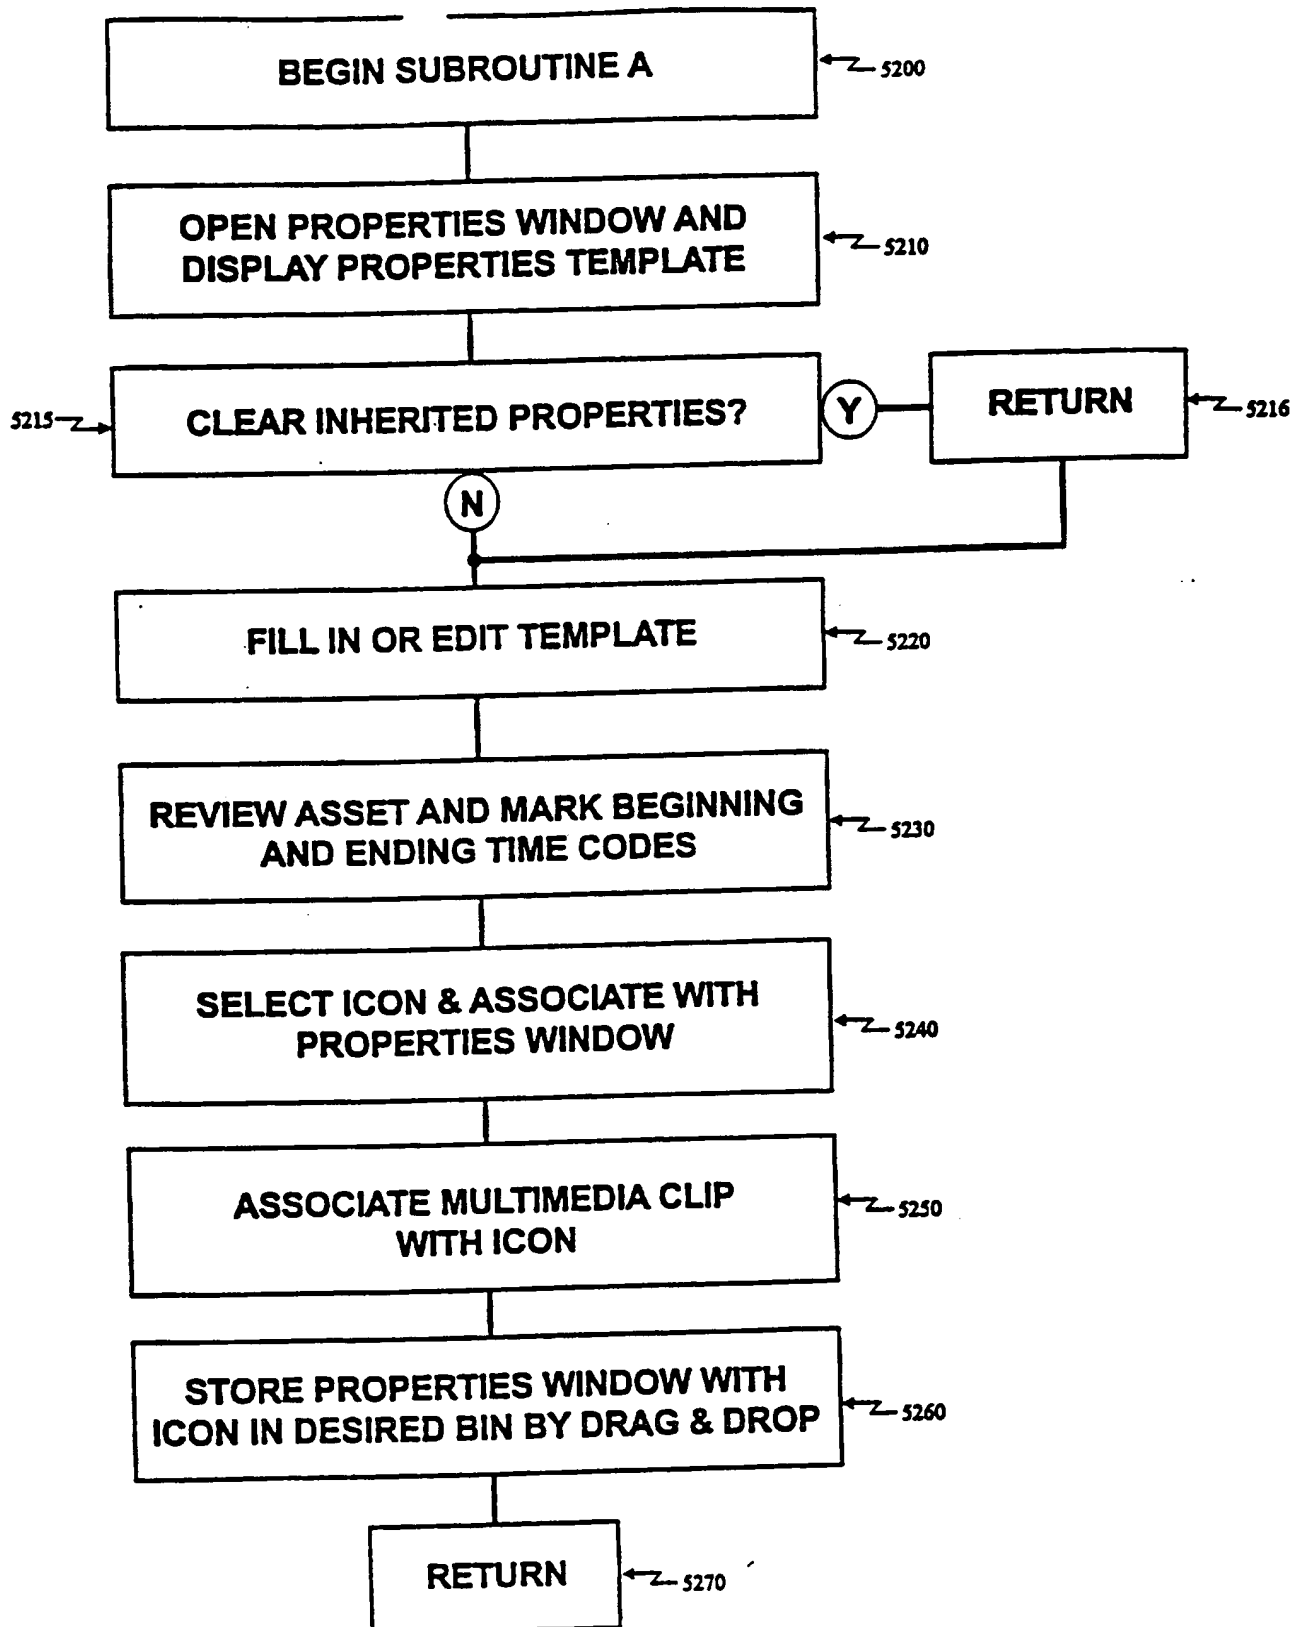 BEGIN SUBROUTINE A
5200
OPEN PROPERTIES WINDOW AND
DISPLAY PROPERTIES TEMPLATE
5210
5215
CLEAR INHERITED PROPERTIES?
Y
RETURN
5216
N
FILL IN OR EDIT TEMPLATE
5220
REVIEW ASSET AND MARK BEGINNING
AND ENDING TIME CODES
5230
SELECT ICON & ASSOCIATE WITH
PROPERTIES WINDOW
5240
ASSOCIATE MULTIMEDIA CLIP
WITH ICON
5250
STORE PROPERTIES WINDOW WITH
ICON IN DESIRED BIN BY DRAG & DROP
5260
RETURN
5270